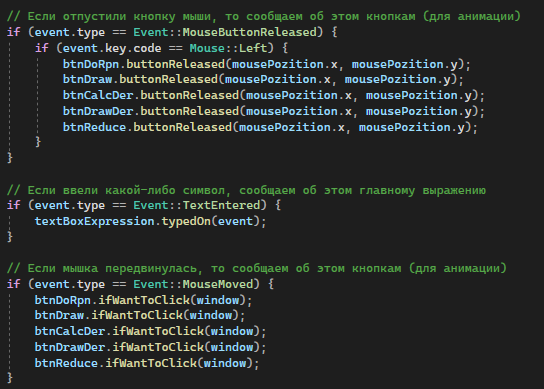 // Если отпустили кнопку мыши, то сообщаем об этом кнопкам (для анимации)
if (event.type == Event::MouseButtonReleased) {
if (event.key.code == Mouse::Left) {
btnDoRpn.buttonReleased(mousePozition.x, mousePozition.y);
btnDraw.buttonReleased(mousePozition.x, mousePozition.y);
btnCalcDer.buttonReleased(mousePozition.x, mousePozition.y);
btnDrawDer.buttonReleased(mousePozition.x, mousePozition.y);
btnReduce.buttonReleased(mousePozition.x, mousePozition.y);
}
}
// Если ввели какой-либо символ, сообщаем об этом главному выражению
if (event.type == Event::TextEntered) {
textBoxExpression.typedOn(event);
}
// Если мышка передвинулась, то сообщаем об этом кнопкам (для анимации)
if (event.type == Event::MouseMoved) {
btnDoRpn.ifWantToClick(window);
btnDraw.ifWantToClick(window);
btnCalcDer.ifWantToClick(window);
btnDrawDer.ifWantToClick(window);
btnReduce.ifWantToClick(window);
}